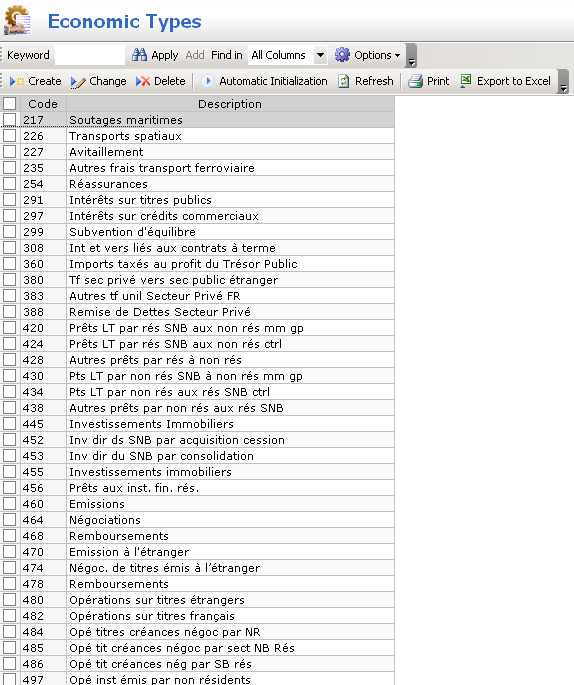 Economic Types
Keyword Apply Add Find in All Columns Options
Create Change Delete Automatic Initialization Refresh Print Export to Excel
Code Description
217 Soutages maritimes
226 Transports spatiaux
227 Avitaillement
235 Autres frais transport ferroviaire
254 Réassurances
291 Intérêts sur titres publics
297 Intérêts sur crédits commerciaux
299 Subvention d'équilibre
308 Int et vers liés aux contrats à terme
360 Imports taxés au profit du Trésor Public
380 Tf sec privé vers sec public étranger
383 Autres tf unil Secteur Privé FR
388 Remise de Dettes Secteur Privé
420 Prêts LT par rés SNB aux non rés mm gp
424 Prêts LT par rés SNB aux non rés ctrl
428 Autres prêts par rés à non rés
430 Pts LT par non rés SNB à non rés mm gp
434 Pts LT par non rés aux rés SNB ctrl
438 Autres prêts par non rés aux rés SNB
445 Investissements Immobiliers
452 Inv dir ds SNB par acquisition cession
453 Inv dir du SNB par consolidation
455 Investissements immobiliers
456 Prêts aux inst. fin. rés.
460 Emissions
464 Négociations
468 Remboursements
470 Emission à l'étranger
474 Négoc. de titres émis à l'étranger
478 Remboursements
480 Opérations sur titres étrangers
482 Opérations sur titres français
484 Opé titres créances négoc par NR
485 Opé tit créances négoc par sect NB Rés
486 Opé tit créances nég par SB rés
497 Opé inst émis par non résidents